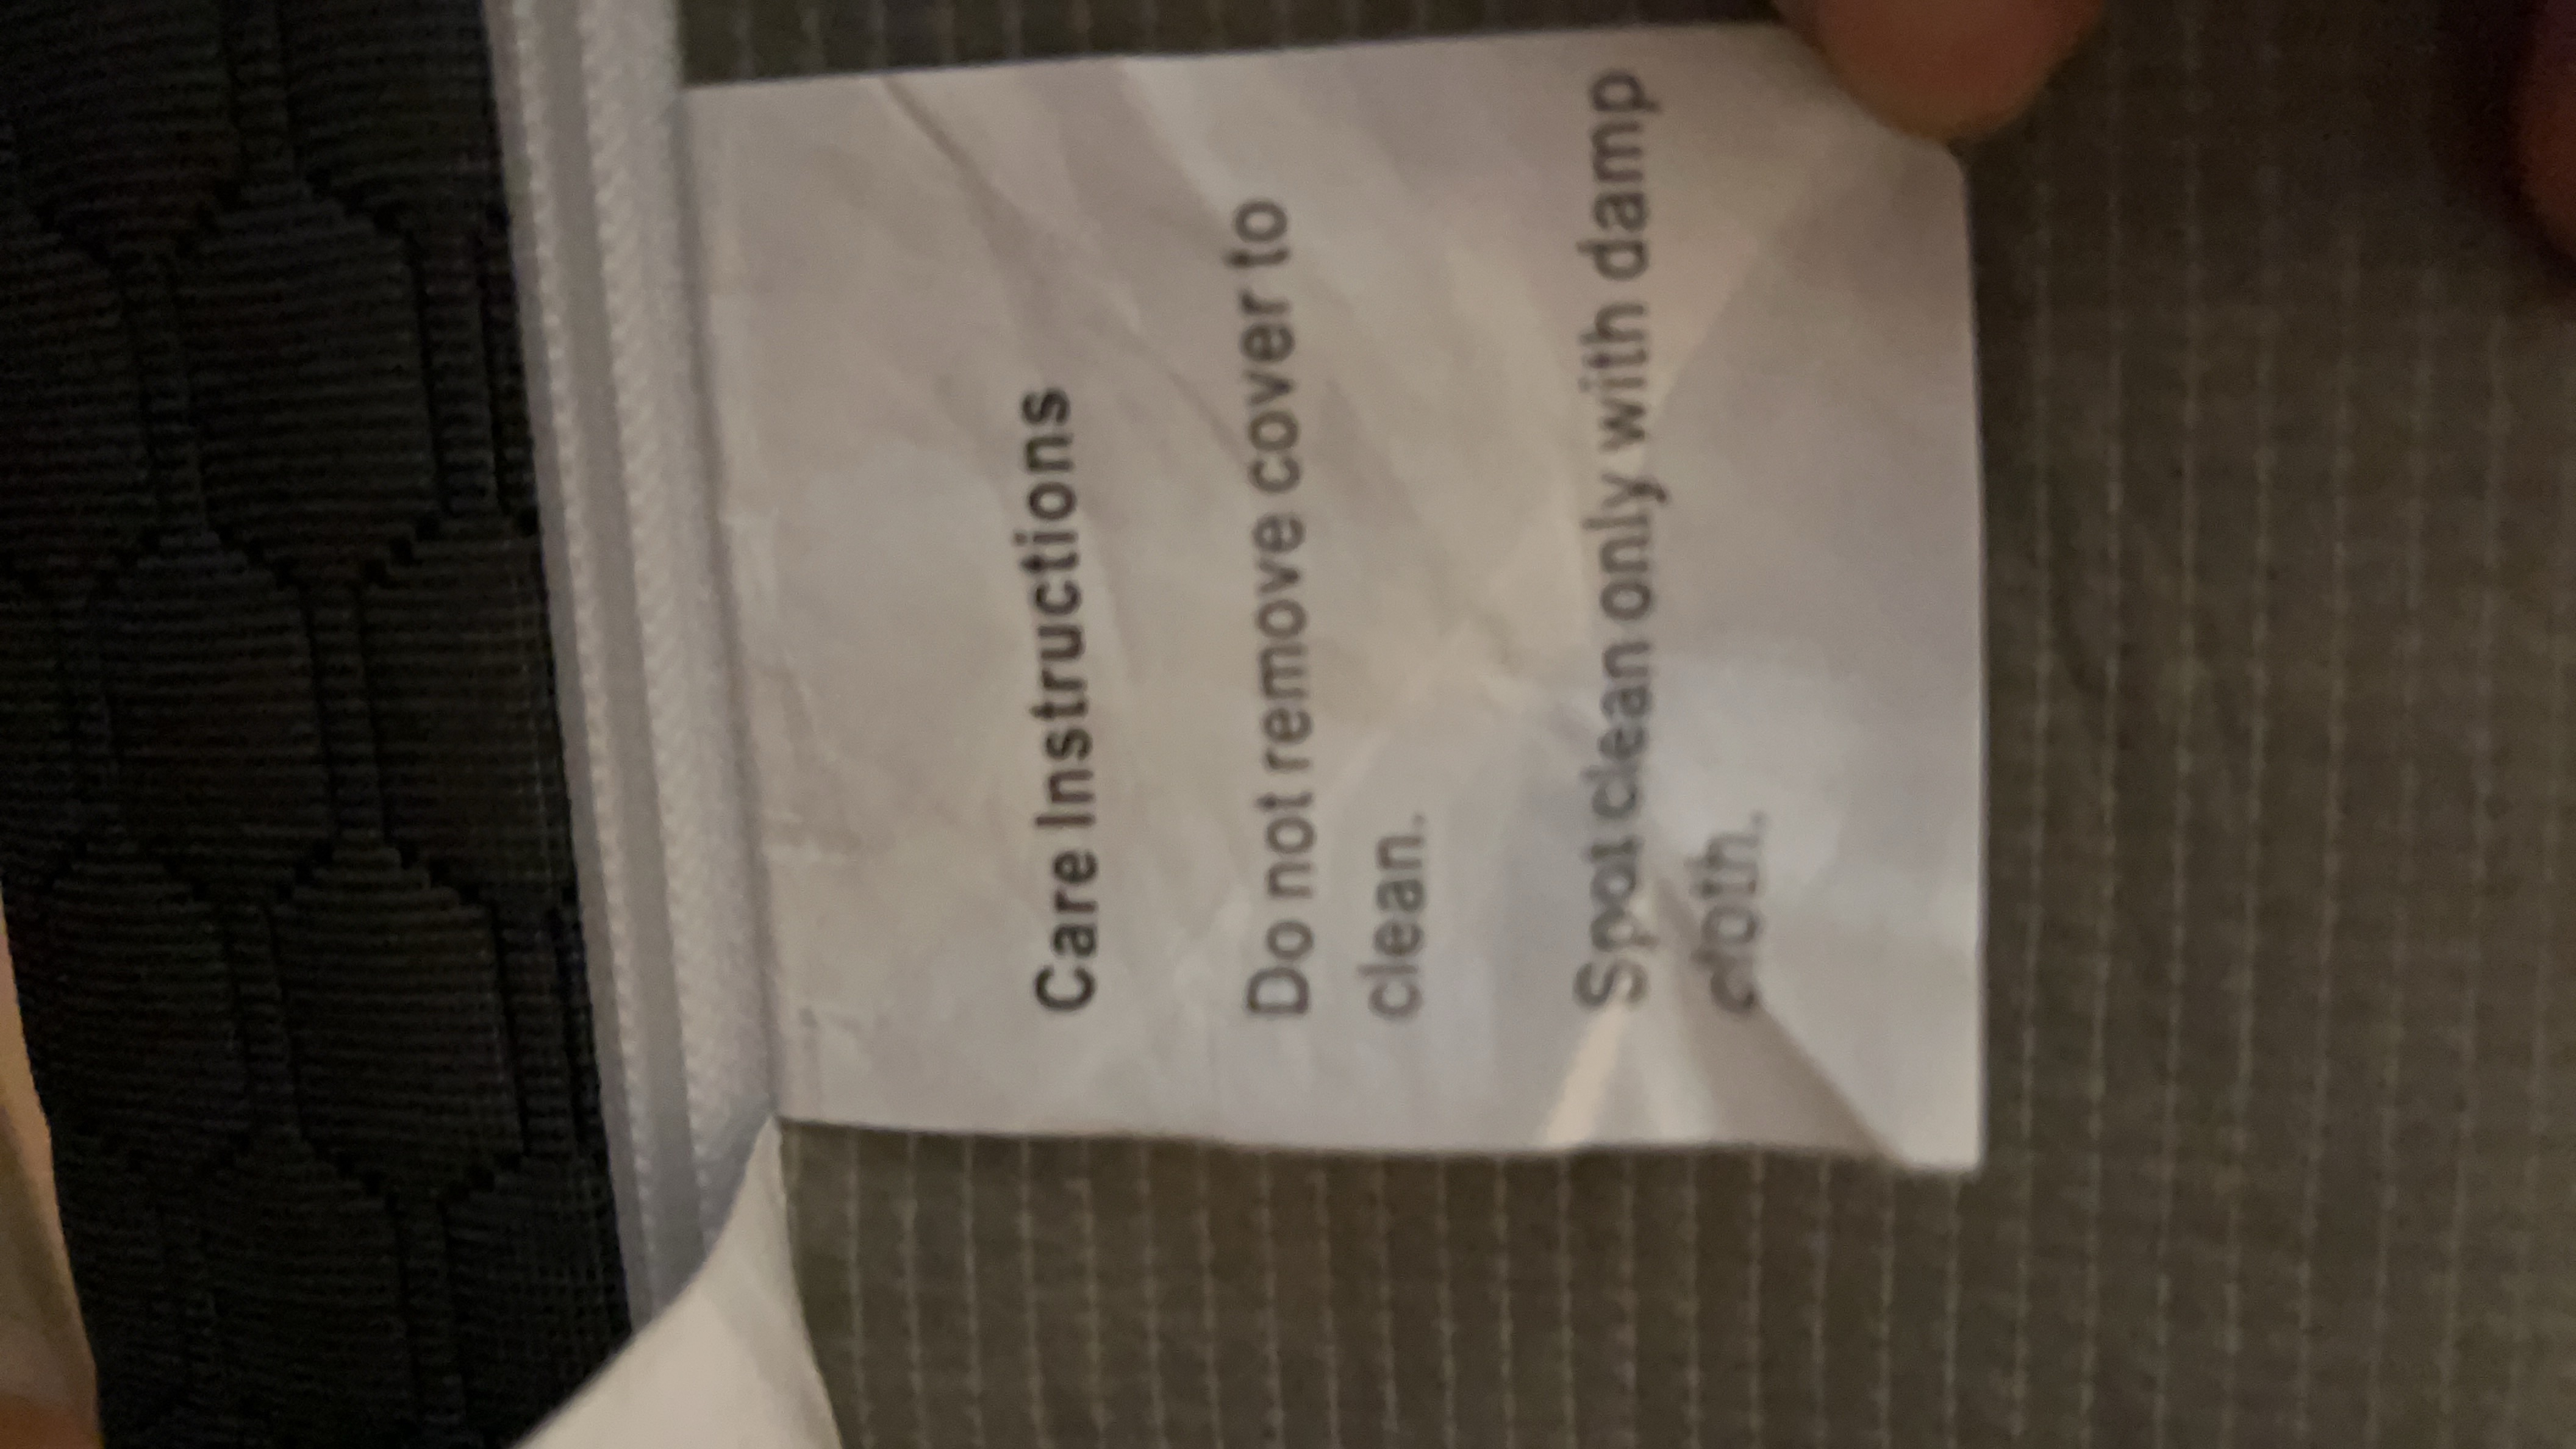 Care Instructions
Do not remove cover to
clean.
Spot clean only with damp
cloth.